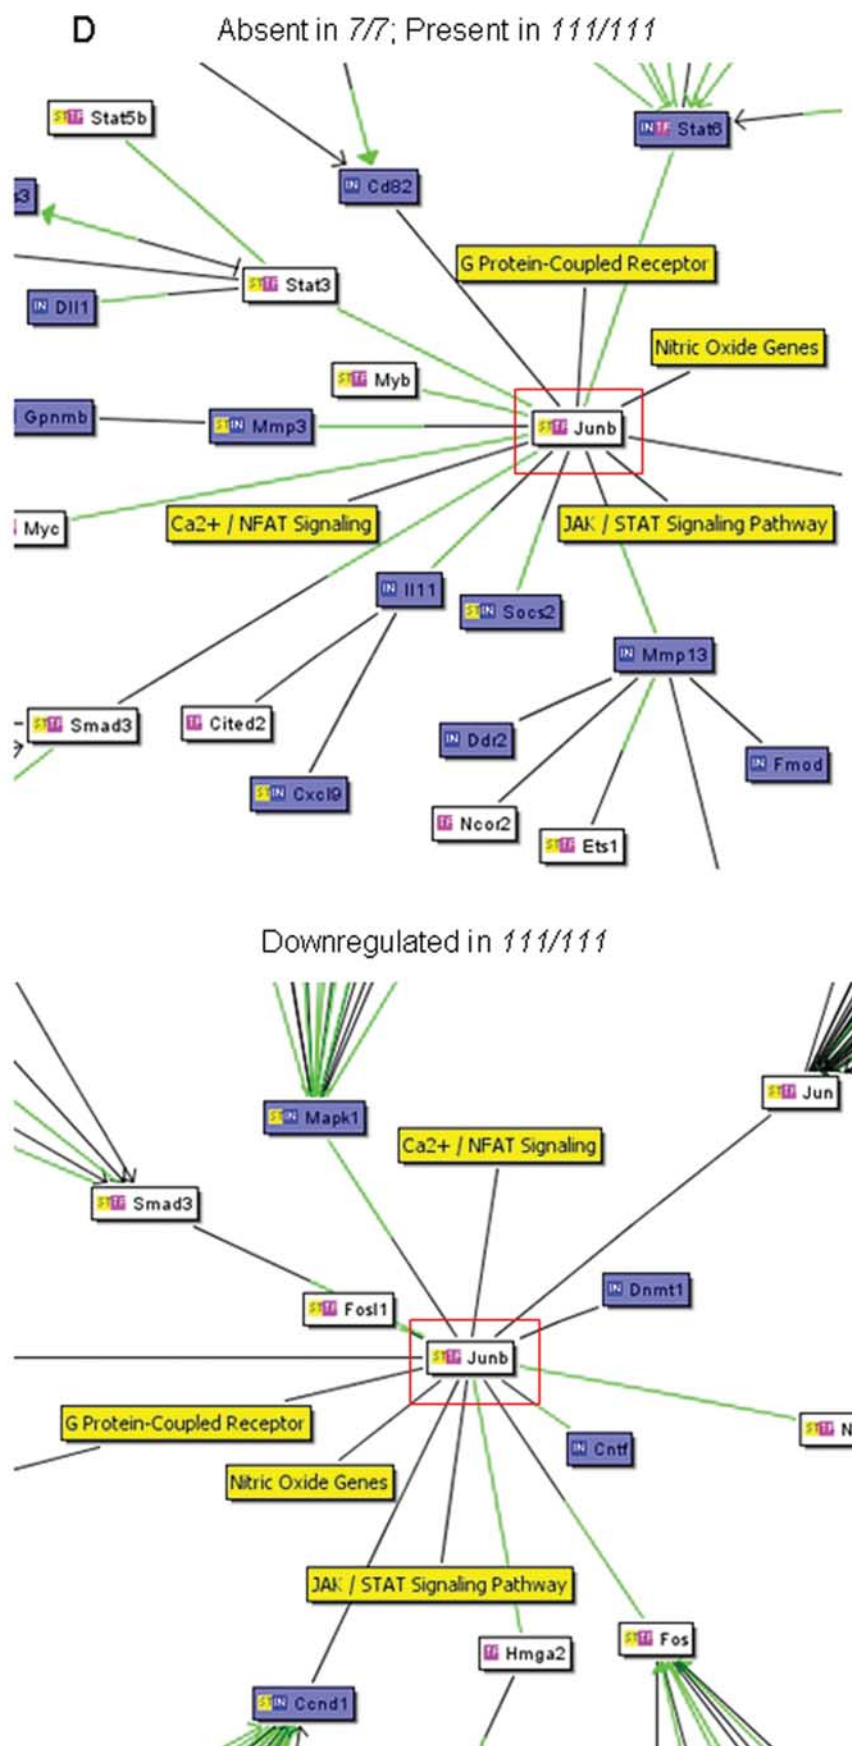 D Absent in 7/7; Present in 111/111
Stat5b
Stat6
Cd82
s3
G Protein-Coupled Receptor
Stat3
Dll1
Nitric Oxide Genes
Myb
Gpnmb
Mmp3
Junb
Myc
Ca2+ / NFAT Signaling
JAK / STAT Signaling Pathway
Il11
Socs2
Mmp13
Smad3
Cited2
Ddr2
Fmod
Cxcl9
Ncor2
Ets1
Downregulated in 111/111
Jun
Mapk1
Ca2+ / NFAT Signaling
Smad3
Dnmt1
Fosl1
Junb
G Protein-Coupled Receptor
N
Cntf
Nitric Oxide Genes
JAK / STAT Signaling Pathway
Hmga2
Fos
Ccnd1